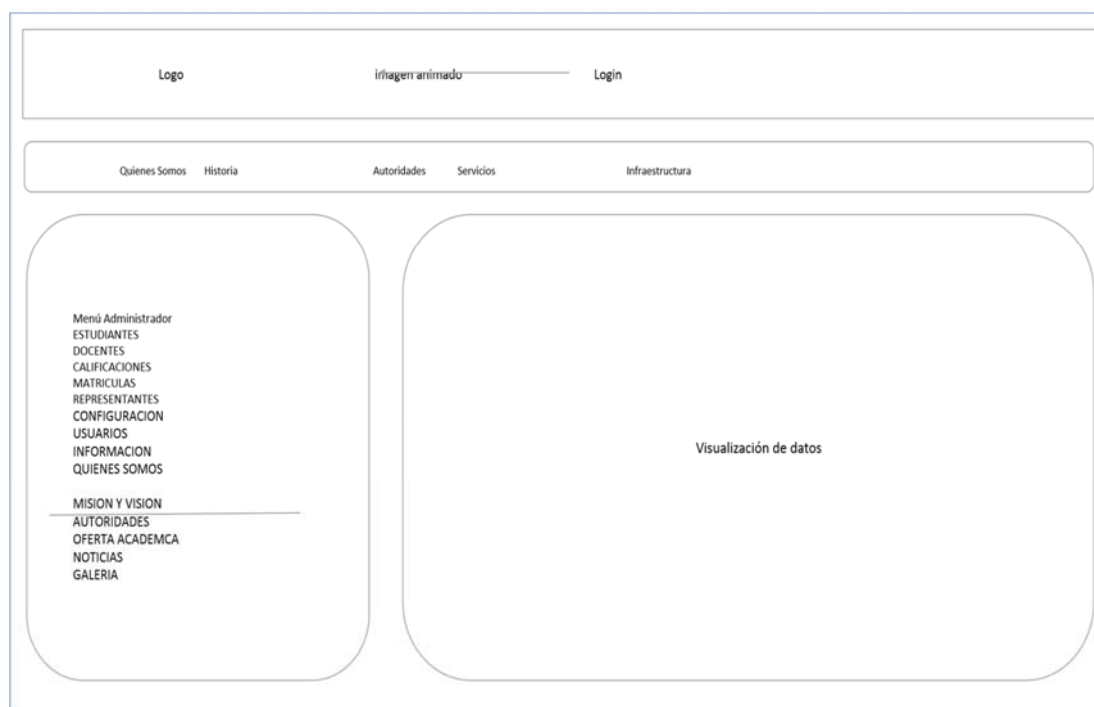 Logo imagen animado Login
Quienes Somos Historia Autoridades Servicios Infraestructura
Menú Administrador
ESTUDIANTES
DOCENTES
CALIFICACIONES
MATRICULAS
REPRESENTANTES
CONFIGURACION
USUARIOS
INFORMACION
QUIENES SOMOS
MISION Y VISION
AUTORIDADES
OFERTA ACADEMCA
NOTICIAS
GALERIA
Visualización de datos